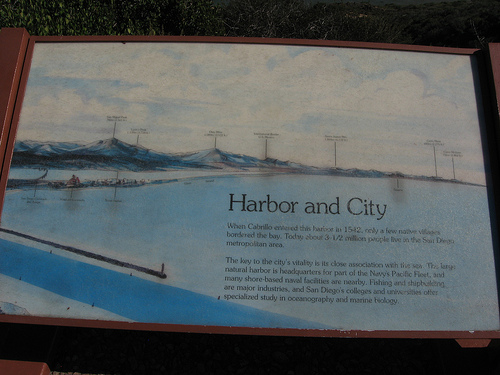 Harbor and City
When Cabrillo entered this harbor in 1542, only a few native villages
bordered the bay. Today, about 3-1/2 million people live in the San Diego
metropolitan area.
The key to the city's vitality is its close association with the sea. The large
natural harbor is headquarters for part of the Navy's Pacific Fleet, and
many shore-based naval facilities are nearby. Fishing and shipbuilding
are major industries, and San Diego's colleges and universities offer
specialized study in oceanography and marine biology.